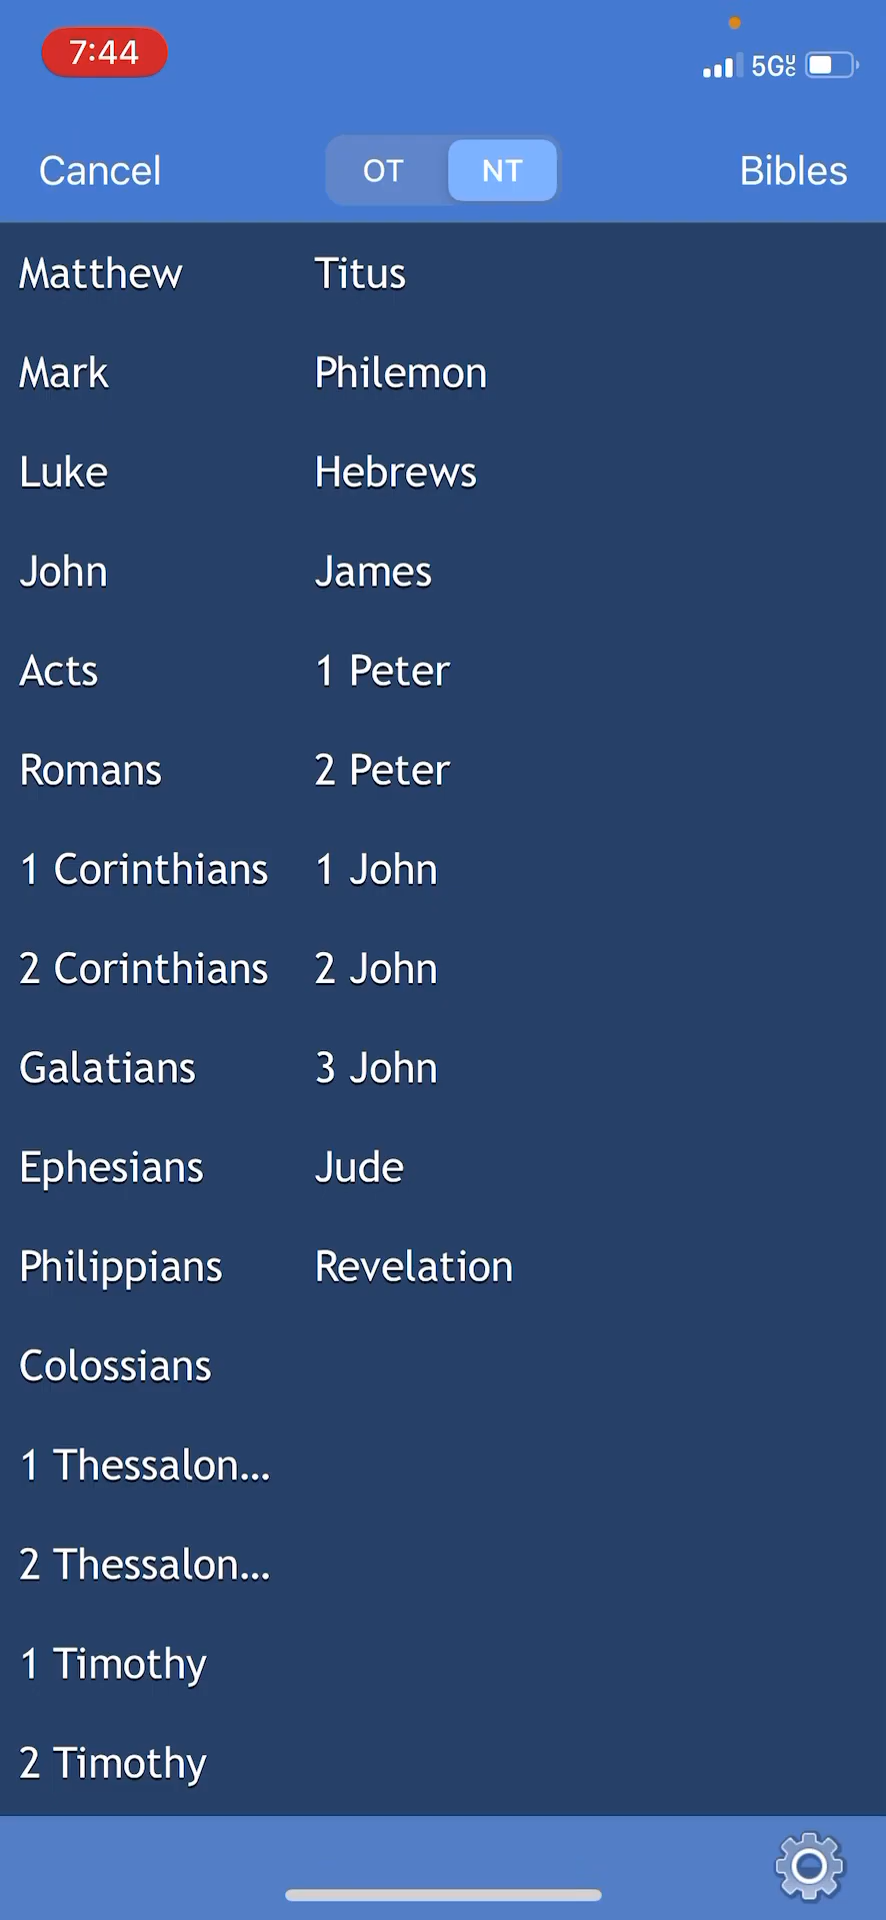 7:44
5GUC
Cancel OT NT Bibles
Matthew
Mark
Luke
John
Acts
Romans
1 Corinthians
2 Corinthians
Galatians
Ephesians
Philippians
Colossians
1 Thessalon...
2 Thessalon...
1 Timothy
2 Timothy
Titus
Philemon
Hebrews
James
1 Peter
2 Peter
1 John
2 John
3 John
Jude
Revelation